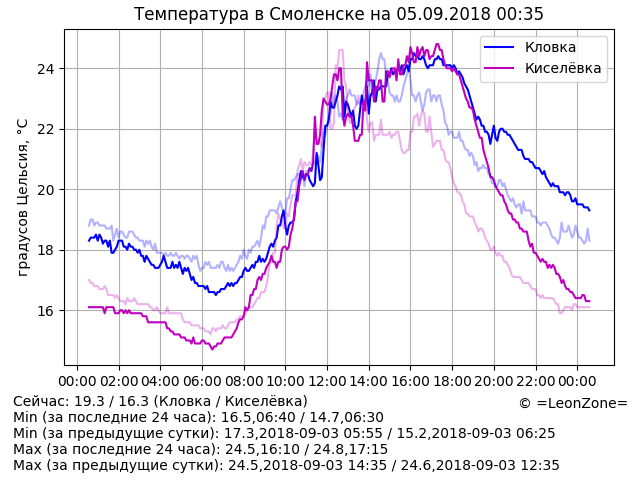 Температура в Смоленске на 05.09.2018 00:35
градусов Цельсия, °C
24
22
20
18
16
Кловка
Киселёвка
00:00 02:00 04:00 06:00 08:00 10:00 12:00 14:00 16:00 18:00 20:00 22:00 00:00
Сейчас: 19.3 / 16.3 (Кловка / Киселёвка)
© =LeonZone=
Min (за последние 24 часа): 16.5,06:40 / 14.7,06:30
Min (за предыдущие сутки): 17.3,2018-09-03 05:55 / 15.2,2018-09-03 06:25
Max (за последние 24 часа): 24.5,16:10 / 24.8,17:15
Max (за предыдущие сутки): 24.5,2018-09-03 14:35 / 24.6,2018-09-03 12:35